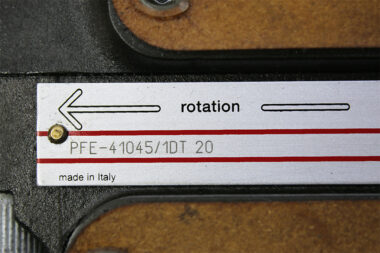 rotation
PFE-41045/1DT 20
made in Italy